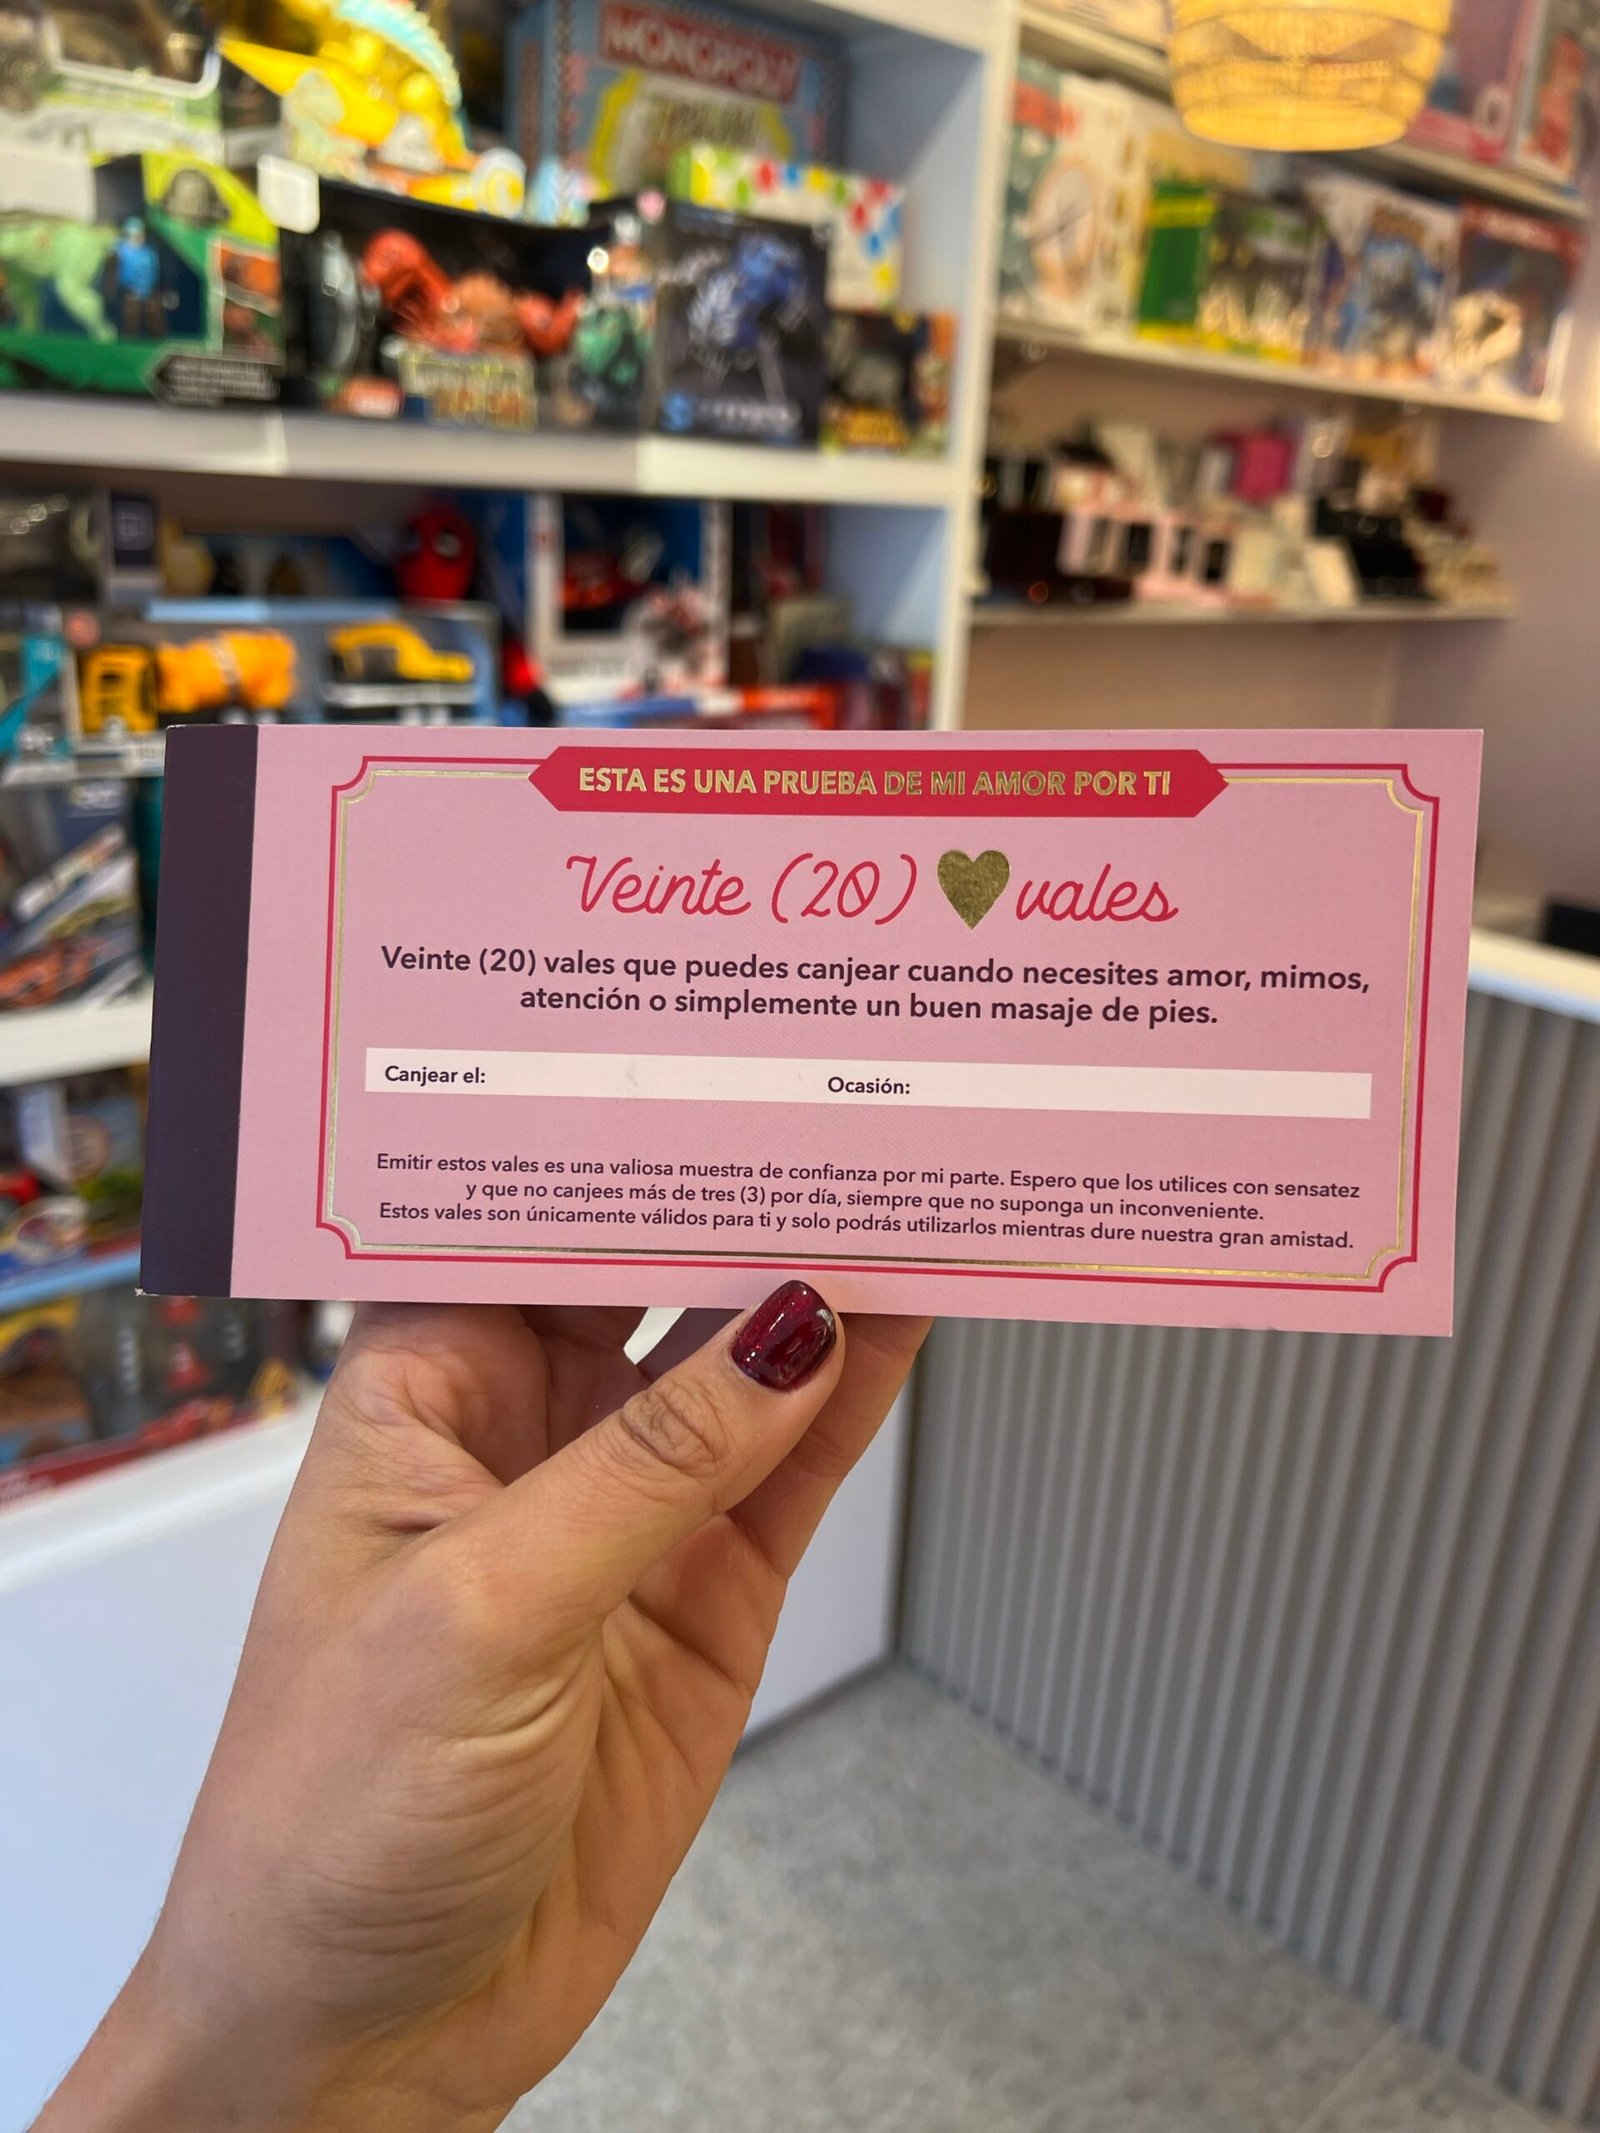 MONOPOLY
ESTA ES UNA PRUEBA DE MI AMOR POR TI
Veinte (20) vales
Veinte (20) vales que puedes canjear cuando necesites amor, mimos,
atención o simplemente un buen masaje de pies.
Canjear el: Ocasión:
Emitir estos vales es una valiosa muestra de confianza por mi parte. Espero que los utilices con sensatez
y que no canjees más de tres (3) por día, siempre que no suponga un inconveniente.
Estos vales son únicamente válidos para ti y solo podrás utilizarlos mientras dure nuestra gran amistad.